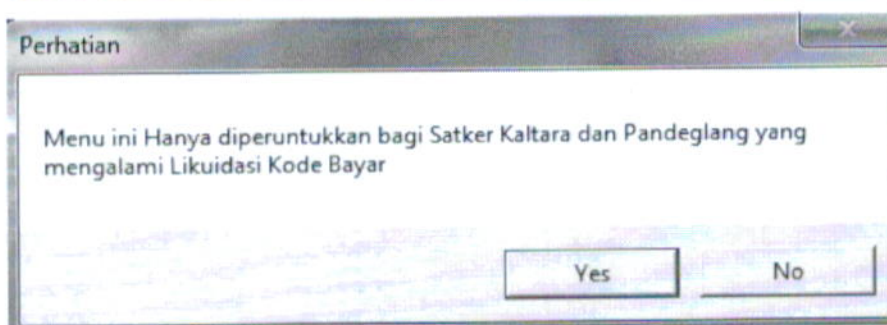 Perhatian
Menu ini Hanya diperuntukkan bagi Satker Kaltara dan Pandeglang yang
mengalami Likuidasi Kode Bayar
Yes
No